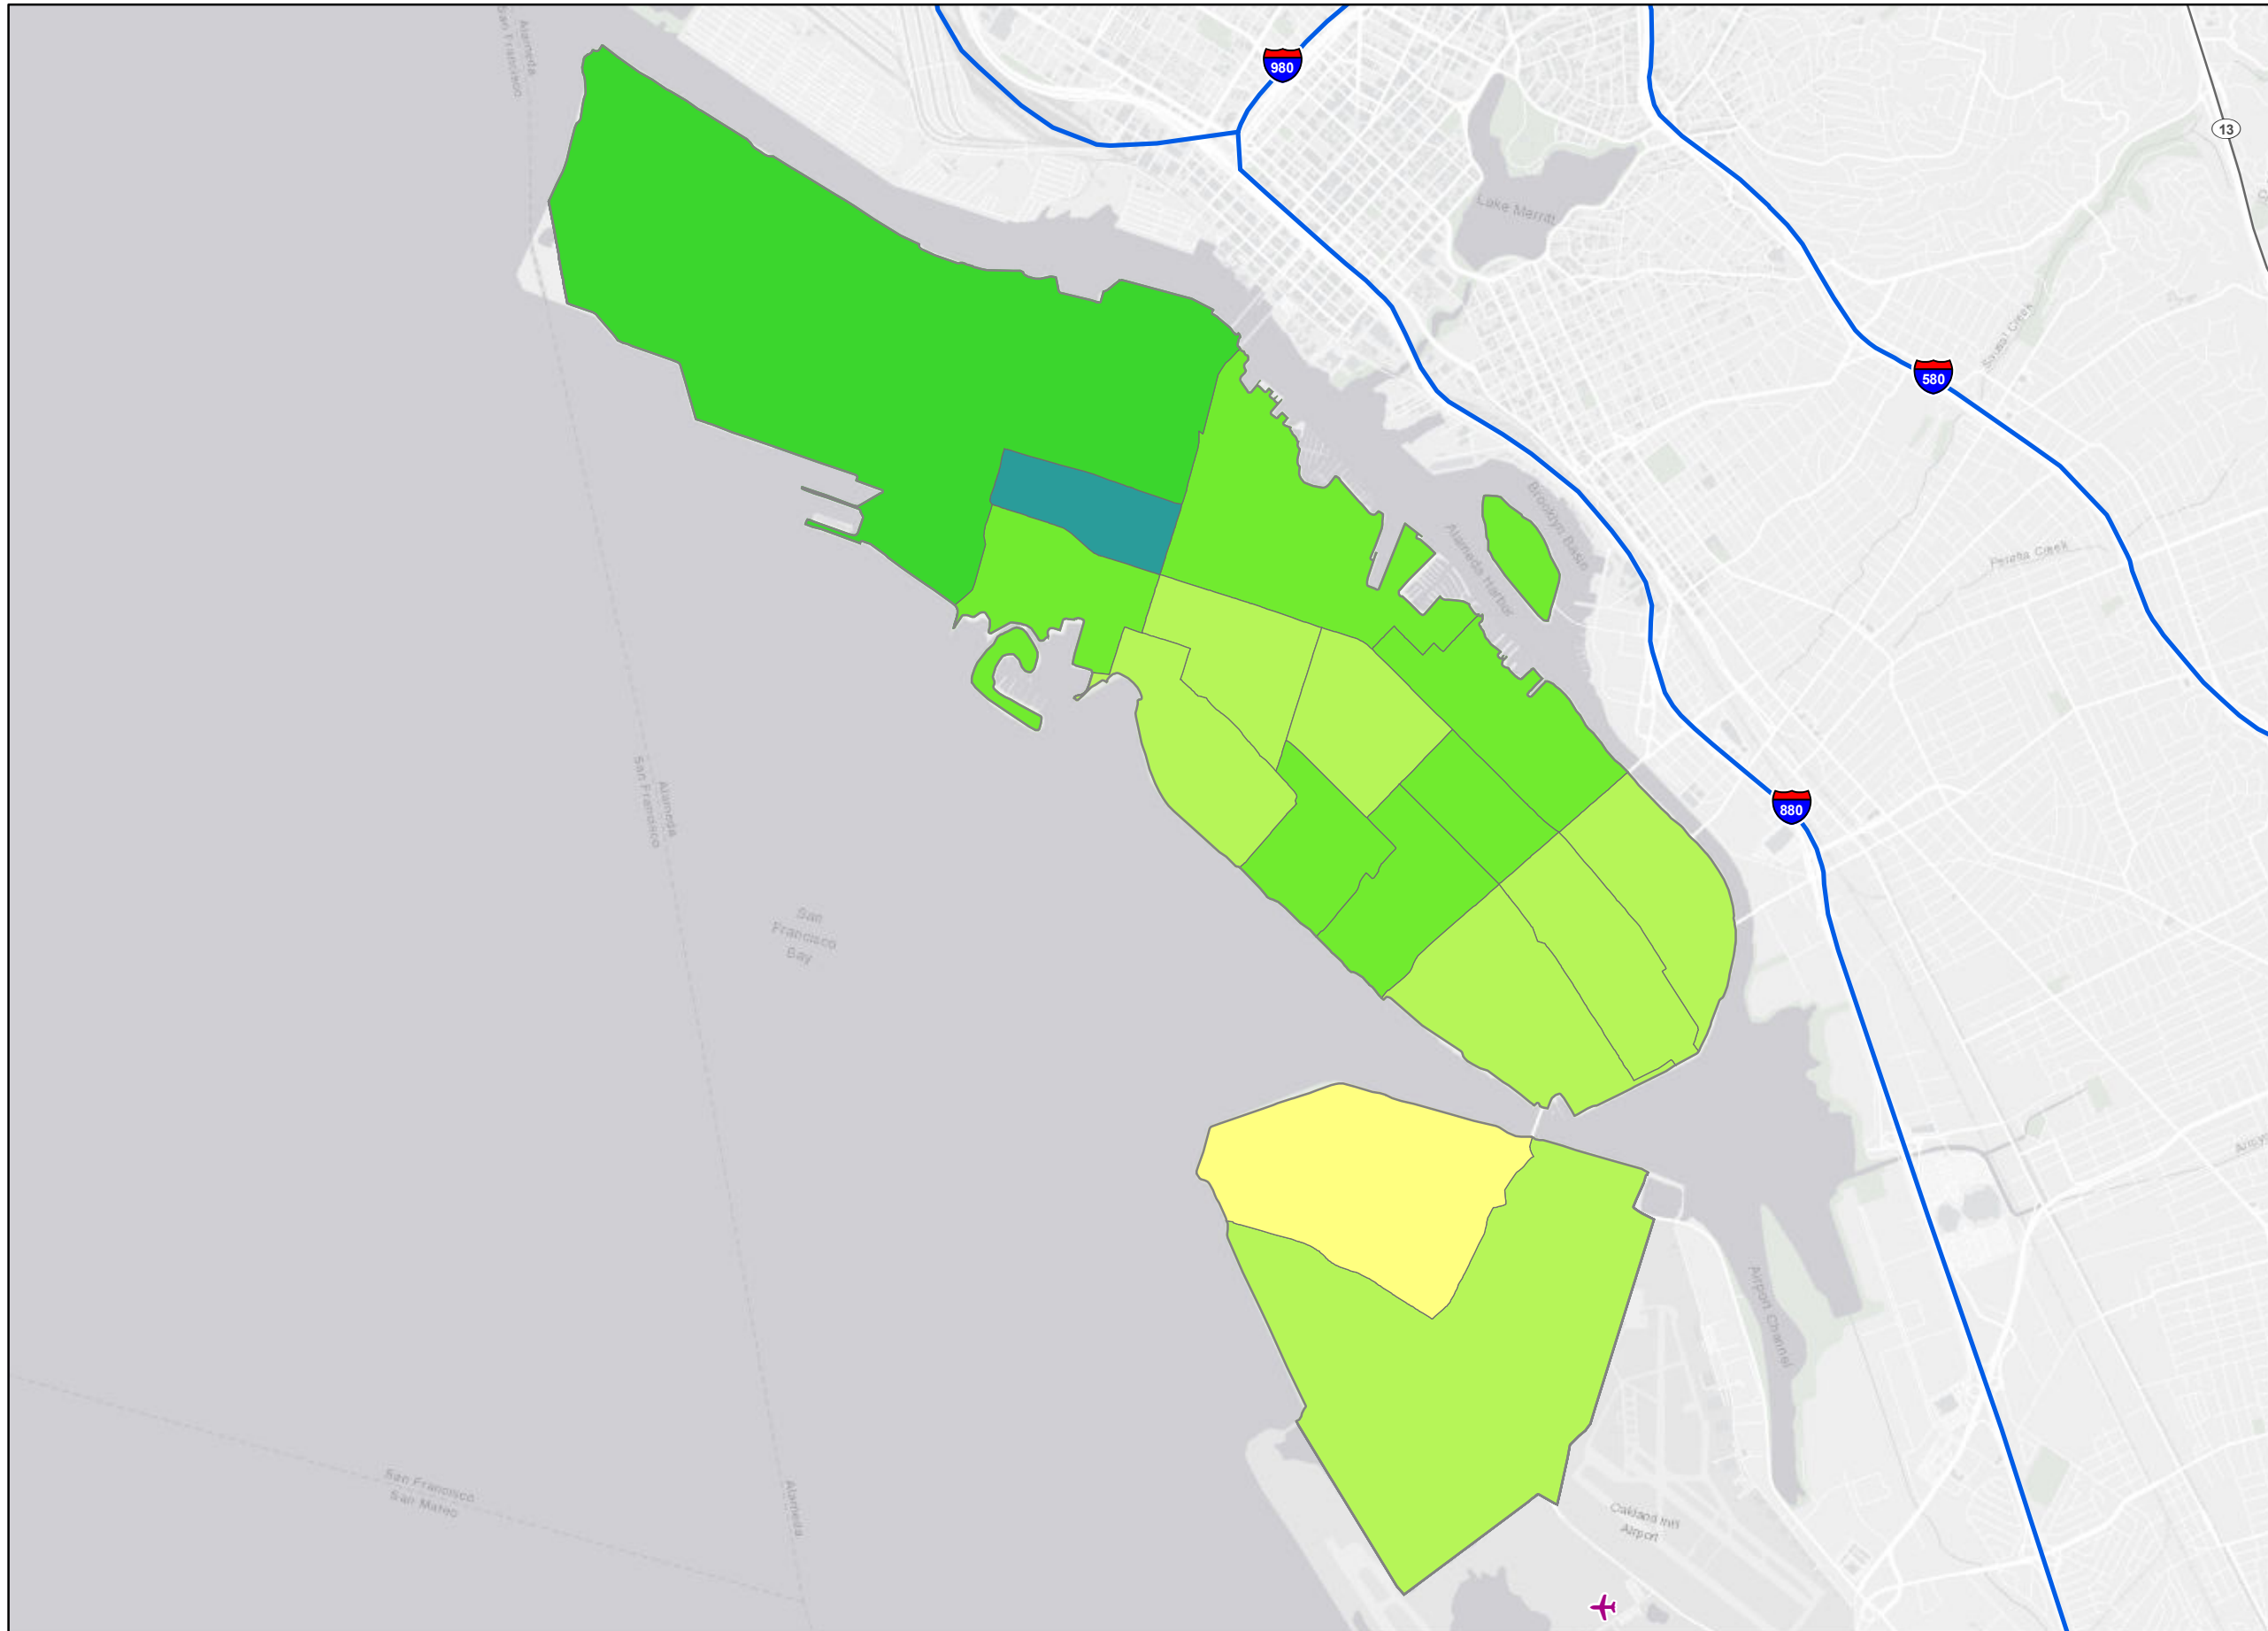 Alameda
San Francisco
980
13
Lake Merritt
580
Sausal Creek
Brooklyn Basin
Alameda Harbor
Peralta Creek
Alameda
San Francisco
880
San
Francisco
Bay
Airport Channel
San Francisco
San Mateo
Alameda
Oakland Intl
Airport